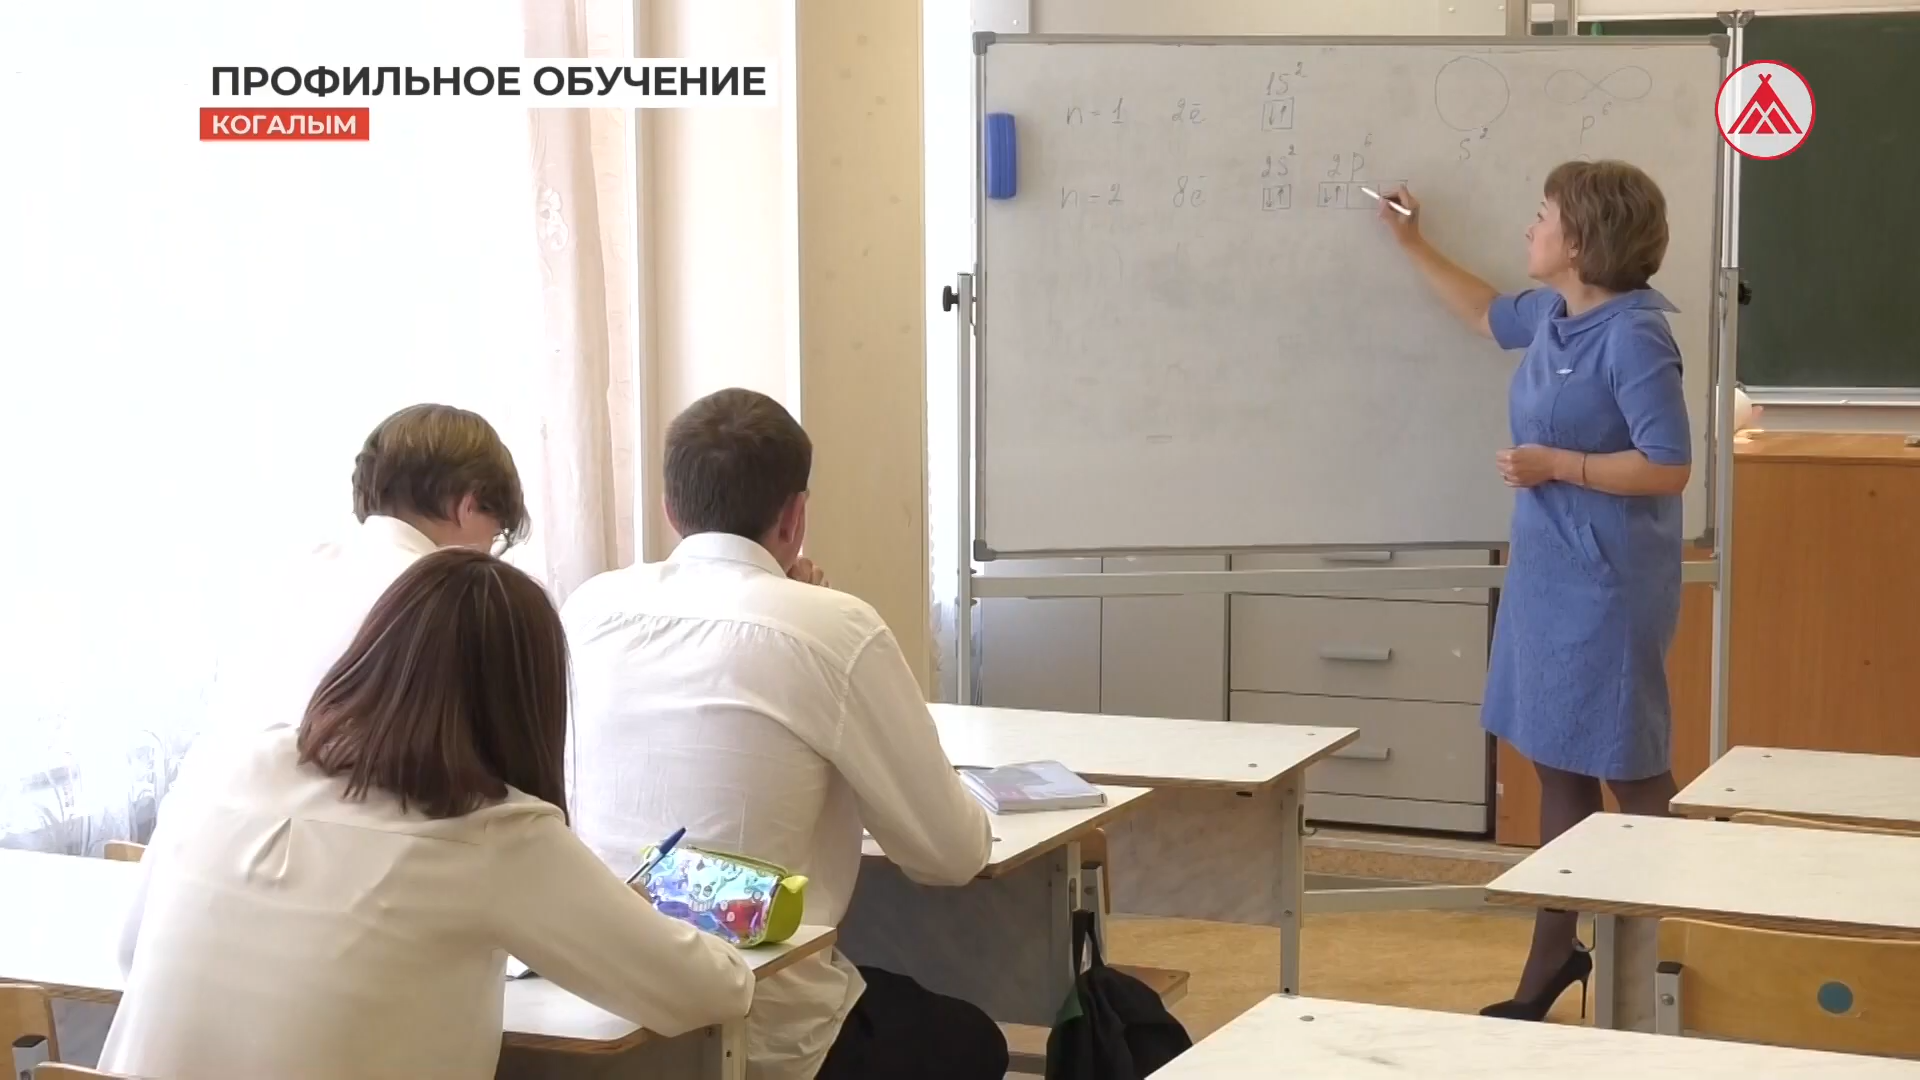 ПРОФИЛЬНОЕ ОБУЧЕНИЕ
КОГАЛЫМ
1S²
n = 1 2ē ↓↑
S² p⁶
2S² 2p⁶
n = 2 8ē ↓↑ ↓↑